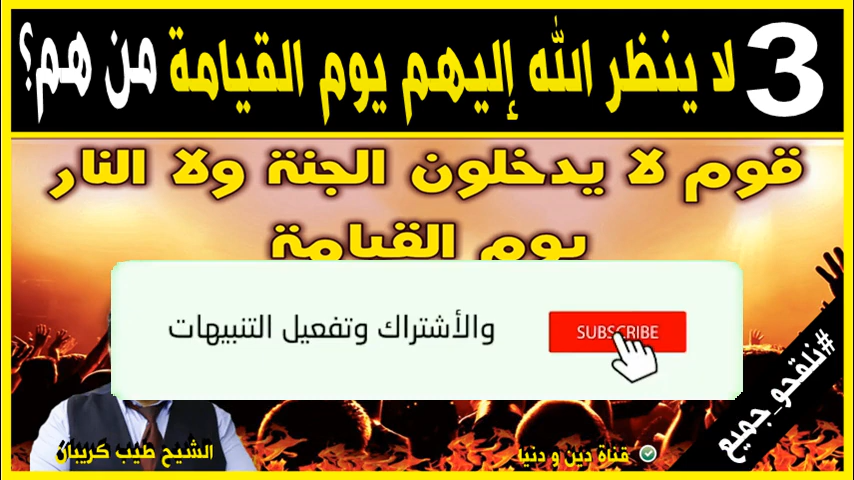 3 لا ينظر الله إليهم يوم القيامة من هم؟
قوم لا يدخلون الجنة ولا النار
يوم القيامة
والأشتراك وتفعيل التنبيهات
SUBSCRIBE
#نلقحو_جميع
الشيخ طيب كريبان
قناة دين و دنيا